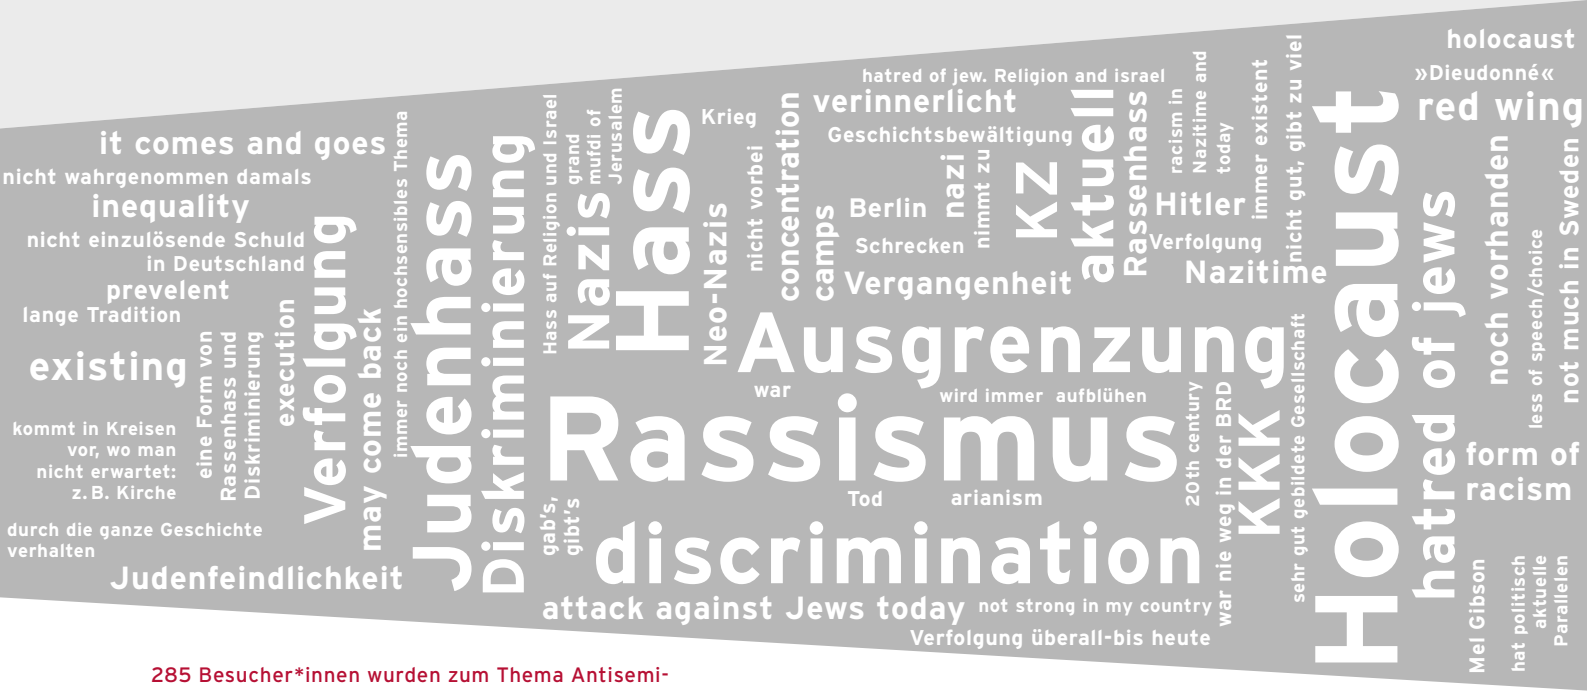 it comes and goes
nicht wahrgenommen damals
inequality
nicht einzulösende Schuld
in Deutschland
prevelent
lange Tradition
existing
kommt in Kreisen
vor, wo man
nicht erwartet:
z. B. Kirche
eine Form von
Rassenhass und
Diskriminierung
execution
Verfolgung
may come back
immer noch ein hochsensibles Thema
durch die ganze Geschichte
verhalten
Judenfeindlichkeit
Judenhass
Diskriminierung
Hass auf Religion und Israel
grand
mufdi of
Jerusalem
Nazis
Hass
Krieg
Neo-Nazis
nicht vorbei
concentration
camps
hatred of jew. Religion and israel
verinnerlicht
Geschichtsbewältigung
Berlin
nazi
nimmt zu
Schrecken
Vergangenheit
KZ
aktuell
Rassenhass
racism in
Nazitime and
today
immer existent
nicht gut, gibt zu viel
Hitler
Verfolgung
Nazitime
Ausgrenzung
war
wird immer aufblühen
Rassismus
Tod
arianism
20th century
war nie weg in der BRD
KKK
sehr gut gebildete Gesellschaft
gab's,
gibt's
discrimination
attack against Jews today
not strong in my country
Verfolgung überall-bis heute
Holocaust
holocaust
»Dieudonné«
red wing
hatred of jews
noch vorhanden
less of speech/choice
not much in Sweden
form of
racism
Mel Gibson
hat politisch
aktuelle
Parallelen
285 Besucher*innen wurden zum Thema Antisemi-